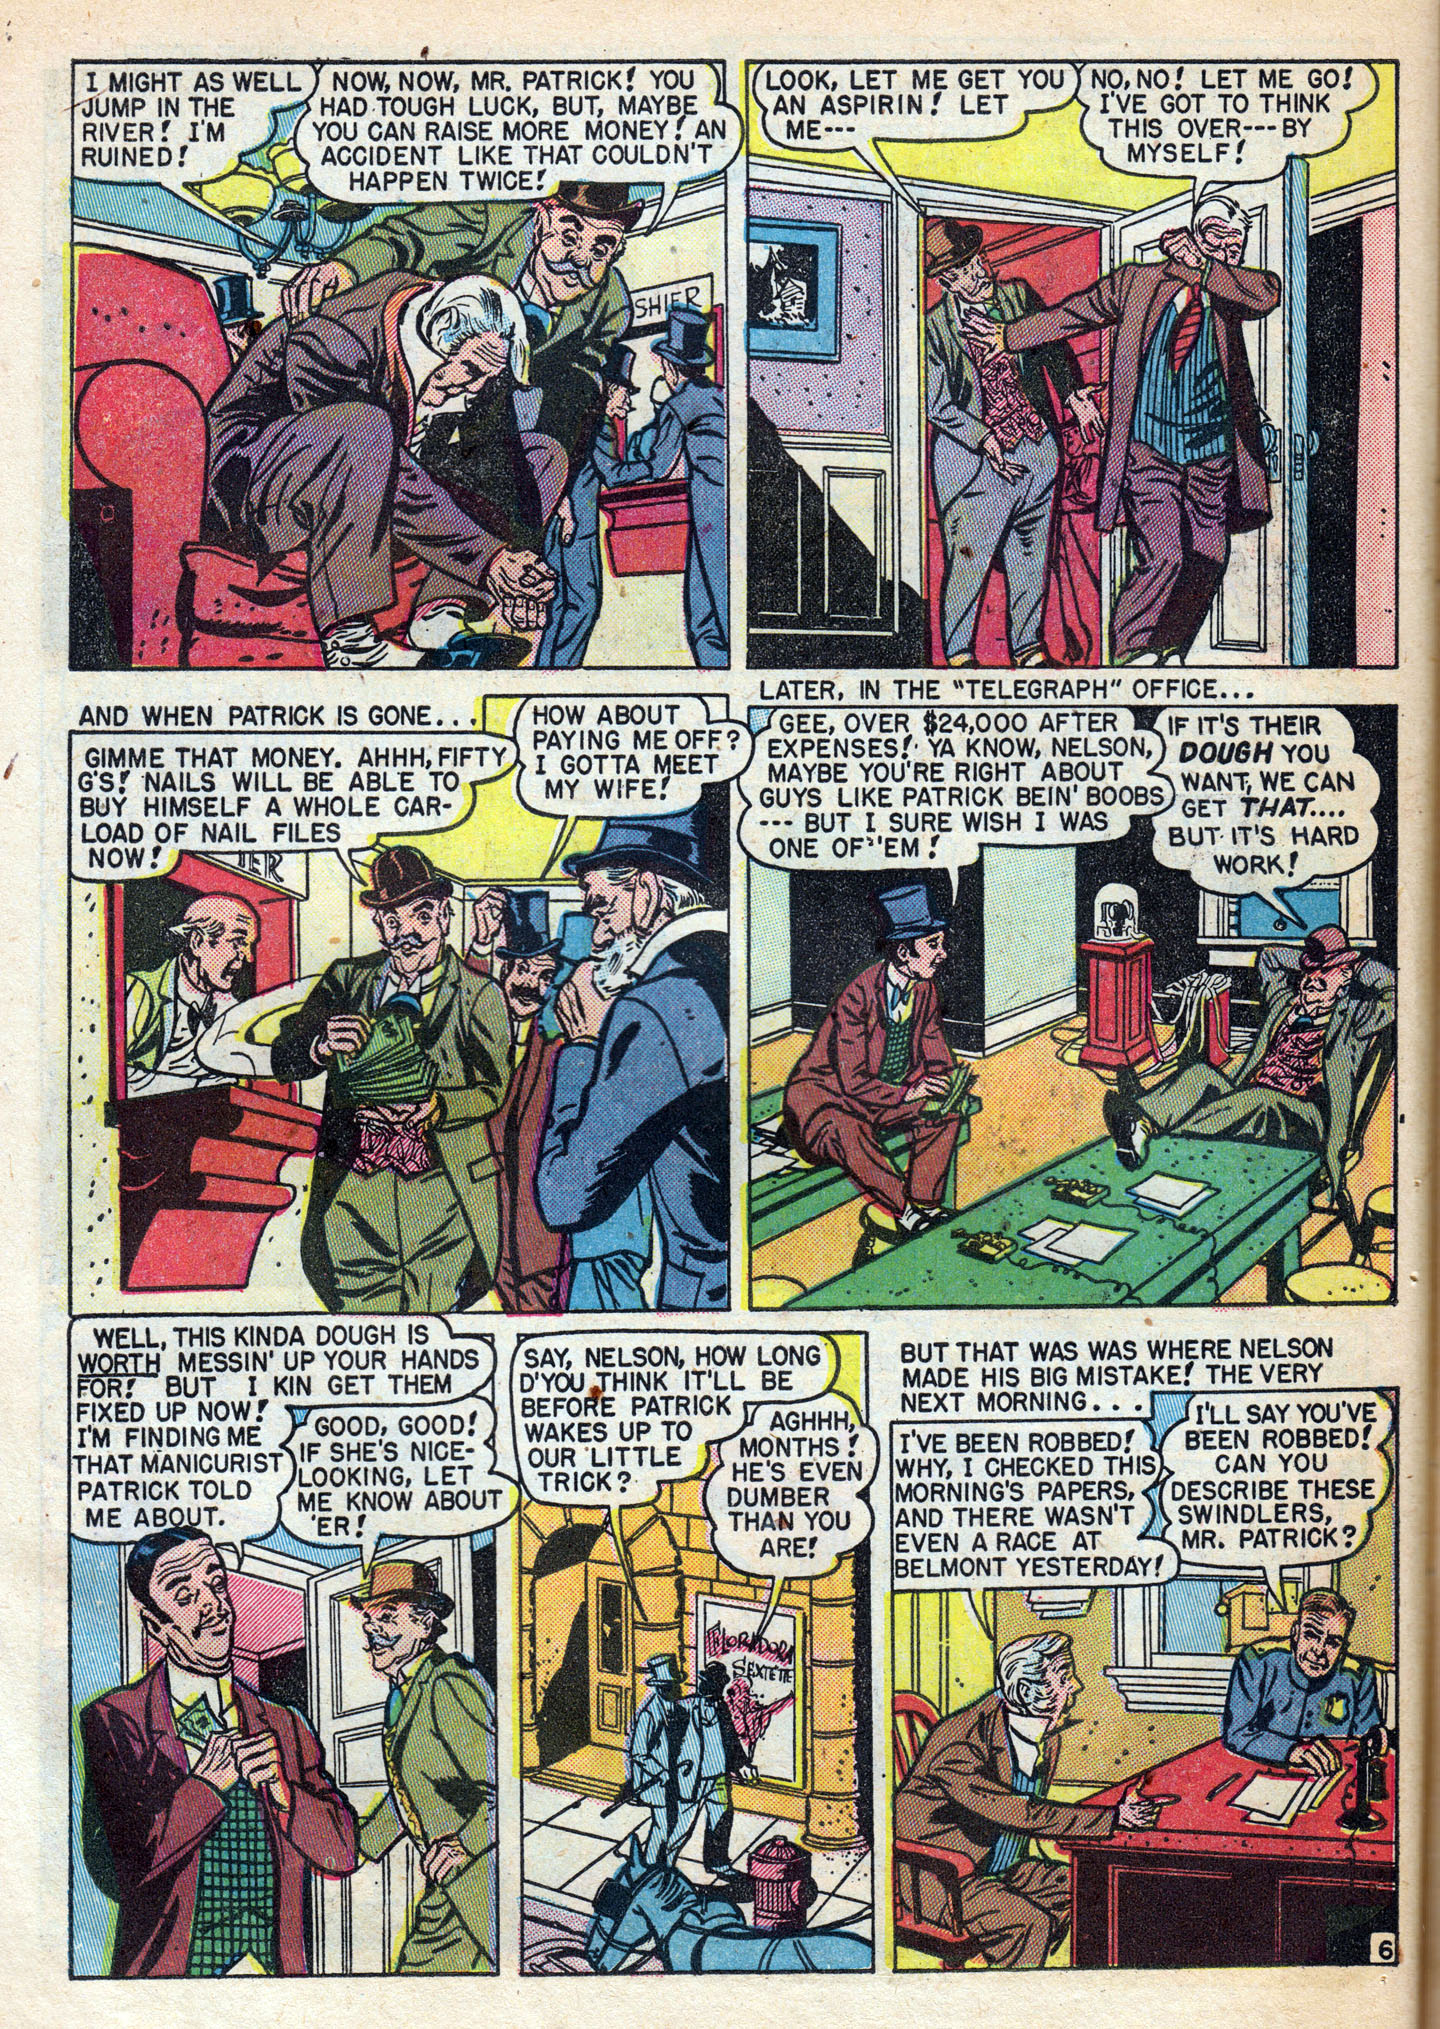 I MIGHT AS WELL
JUMP IN THE
RIVER! I'M
RUINED!
NOW, NOW, MR. PATRICK! YOU
HAD TOUGH LUCK, BUT, MAYBE
YOU CAN RAISE MORE MONEY! AN
ACCIDENT LIKE THAT COULDN'T
HAPPEN TWICE!
SHIER
LOOK, LET ME GET YOU
AN ASPIRIN! LET
ME---
NO, NO! LET ME GO!
I'VE GOT TO THINK
THIS OVER---BY
MYSELF!
AND WHEN PATRICK IS GONE...
GIMME THAT MONEY. AHHH, FIFTY
G'S! NAILS WILL BE ABLE TO
BUY HIMSELF A WHOLE CAR-
LOAD OF NAIL FILES
NOW!
HOW ABOUT
PAYING ME OFF?
I GOTTA MEET
MY WIFE!
IER
LATER, IN THE "TELEGRAPH" OFFICE...
GEE, OVER $24,000 AFTER
EXPENSES! YA KNOW, NELSON,
MAYBE YOU'RE RIGHT ABOUT
GUYS LIKE PATRICK BEIN' BOOBS
---BUT I SURE WISH I WAS
ONE OF 'EM!
IF IT'S THEIR
DOUGH YOU
WANT, WE CAN
GET THAT....
BUT IT'S HARD
WORK!
WELL, THIS KINDA DOUGH IS
WORTH MESSIN' UP YOUR HANDS
FOR! BUT I KIN GET THEM
FIXED UP NOW!
I'M FINDING ME
THAT MANICURIST
PATRICK TOLD
ME ABOUT.
GOOD, GOOD!
IF SHE'S NICE-
LOOKING, LET
ME KNOW ABOUT
'ER!
SAY, NELSON, HOW LONG
D'YOU THINK IT'LL BE
BEFORE PATRICK
WAKES UP TO
OUR LITTLE
TRICK?
AGHHH,
MONTHS!
HE'S EVEN
DUMBER
THAN YOU
ARE!
FLORIDORA
SEXTETTE
BUT THAT WAS WAS WHERE NELSON
MADE HIS BIG MISTAKE! THE VERY
NEXT MORNING...
I'VE BEEN ROBBED!
WHY, I CHECKED THIS
MORNING'S PAPERS,
AND THERE WASN'T
EVEN A RACE AT
BELMONT YESTERDAY!
I'LL SAY YOU'VE
BEEN ROBBED!
CAN YOU
DESCRIBE THESE
SWINDLERS,
MR. PATRICK?
6